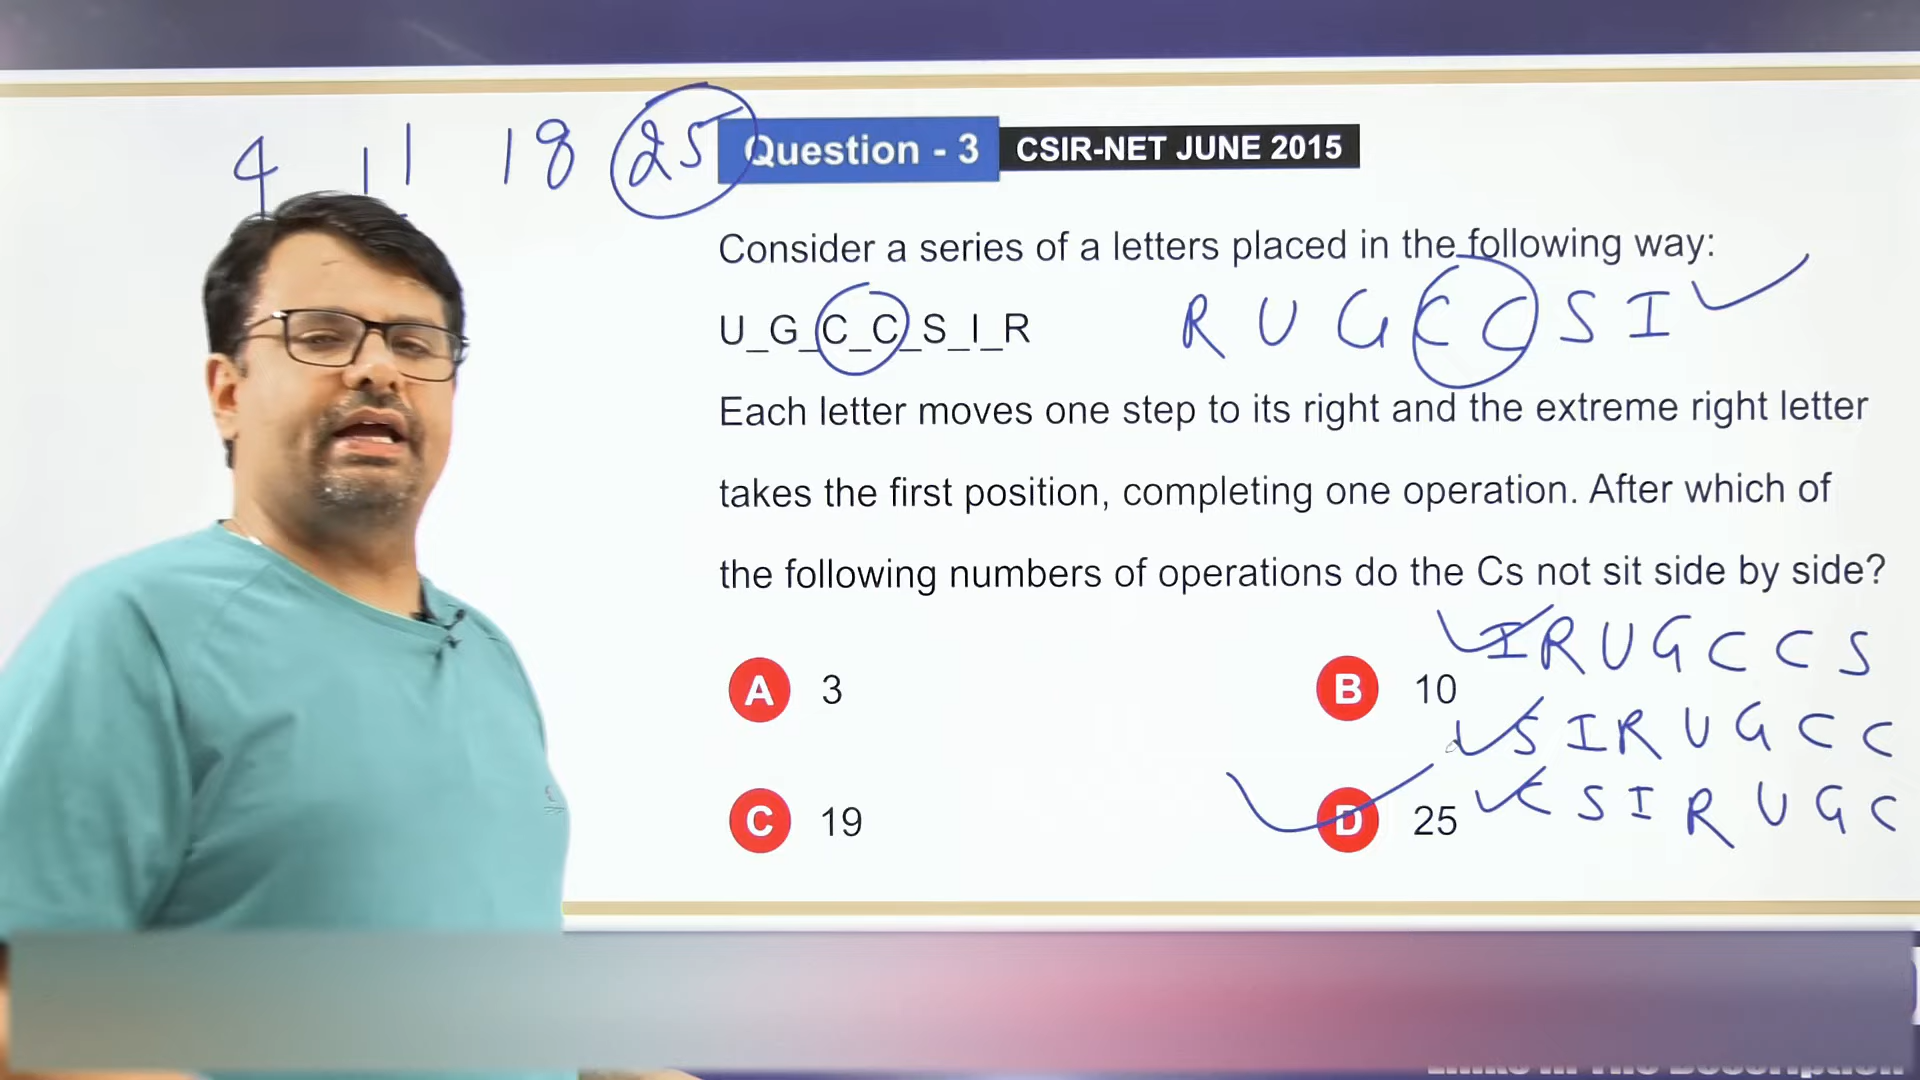 4 11 18 25
Question - 3 CSIR-NET JUNE 2015
Consider a series of a letters placed in the following way:
U_G_C_C_S_I_R R U G C C S I
Each letter moves one step to its right and the extreme right letter
takes the first position, completing one operation. After which of
the following numbers of operations do the Cs not sit side by side?
I R U G C C S
A 3 B 10
S I R U G C C
C 19 D 25 C S I R U G C